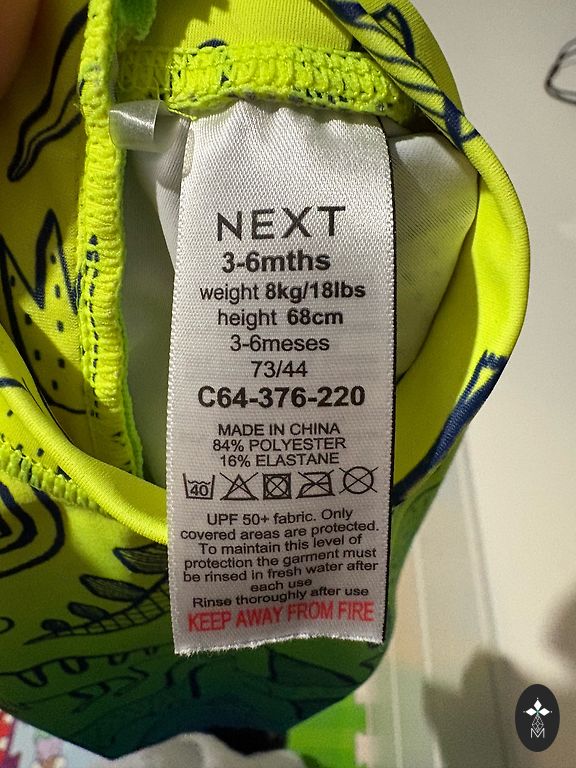 NEXT
3-6mths
weight 8kg/18lbs
height 68cm
3-6meses
73/44
C64-376-220
MADE IN CHINA
84% POLYESTER
16% ELASTANE
40
UPF 50+ fabric. Only
covered areas are protected.
To maintain this level of
protection the garment must
be rinsed in fresh water after
each use
Rinse thoroughly after use
KEEP AWAY FROM FIRE
M